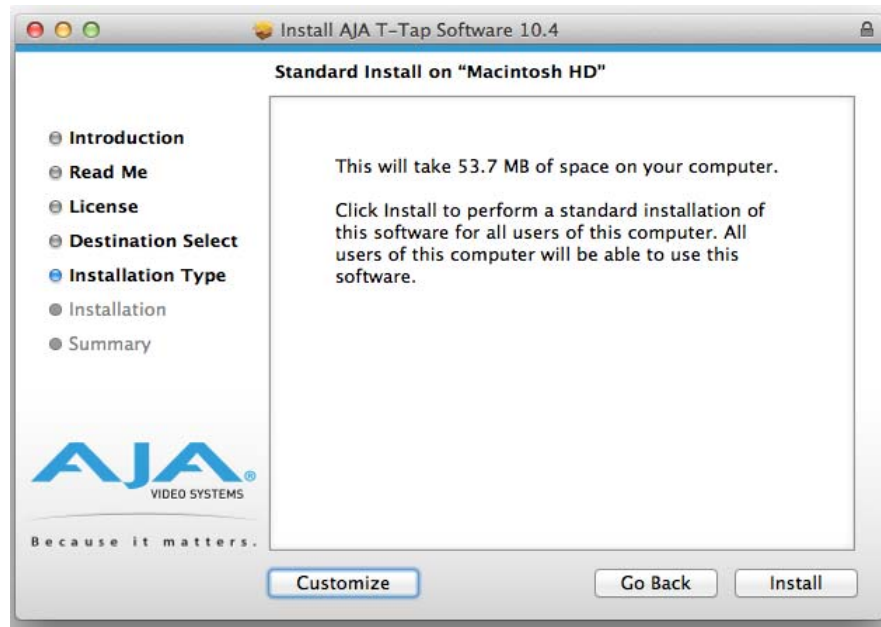 Install AJA T-Tap Software 10.4
Standard Install on “Macintosh HD”
Introduction
Read Me
License
Destination Select
Installation Type
Installation
Summary
This will take 53.7 MB of space on your computer.
Click Install to perform a standard installation of
this software for all users of this computer. All
users of this computer will be able to use this
software.
AJA®
VIDEO SYSTEMS
Because it matters.
Customize
Go Back
Install